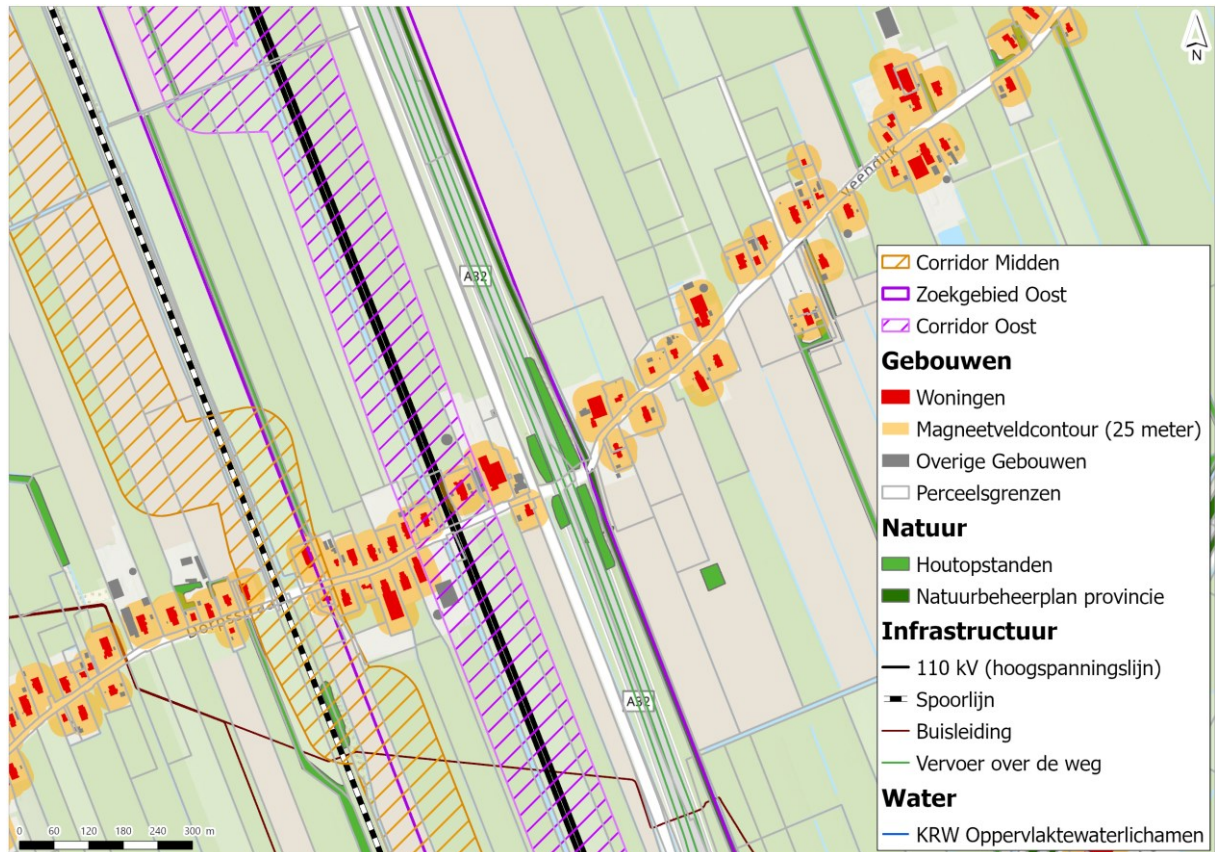 N
A32
Veendijk
Corridor Midden
Zoekgebied Oost
Corridor Oost
Gebouwen
Woningen
Magneetveldcontour (25 meter)
Overige Gebouwen
Perceelsgrenzen
Natuur
Houtopstanden
Natuurbeheerplan provincie
Infrastructuur
110 kV (hoogspanningslijn)
Spoorlijn
Buisleiding
Vervoer over de weg
Water
KRW Oppervlaktewaterlichamen
A32
0 60 120 180 240 300 m